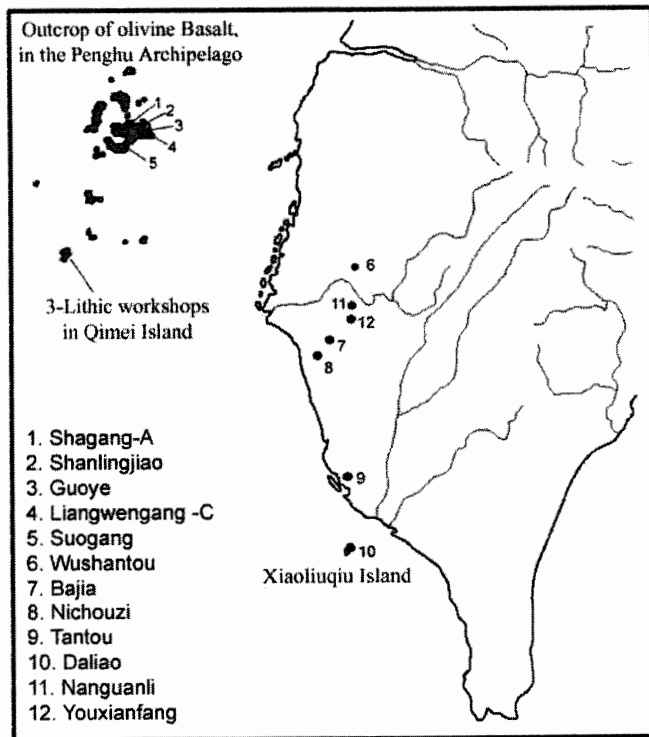 Outcrop of olivine Basalt,
in the Penghu Archipelago
1
2
3
4
5
6
3-Lithic workshops
in Qimei Island
11
12
7
8
9
10
Xiaoliuqiu Island
1. Shagang-A
2. Shanlingjiao
3. Guoye
4. Liangwengang -C
5. Suogang
6. Wushantou
7. Bajia
8. Nichouzi
9. Tantou
10. Daliao
11. Nanguanli
12. Youxianfang